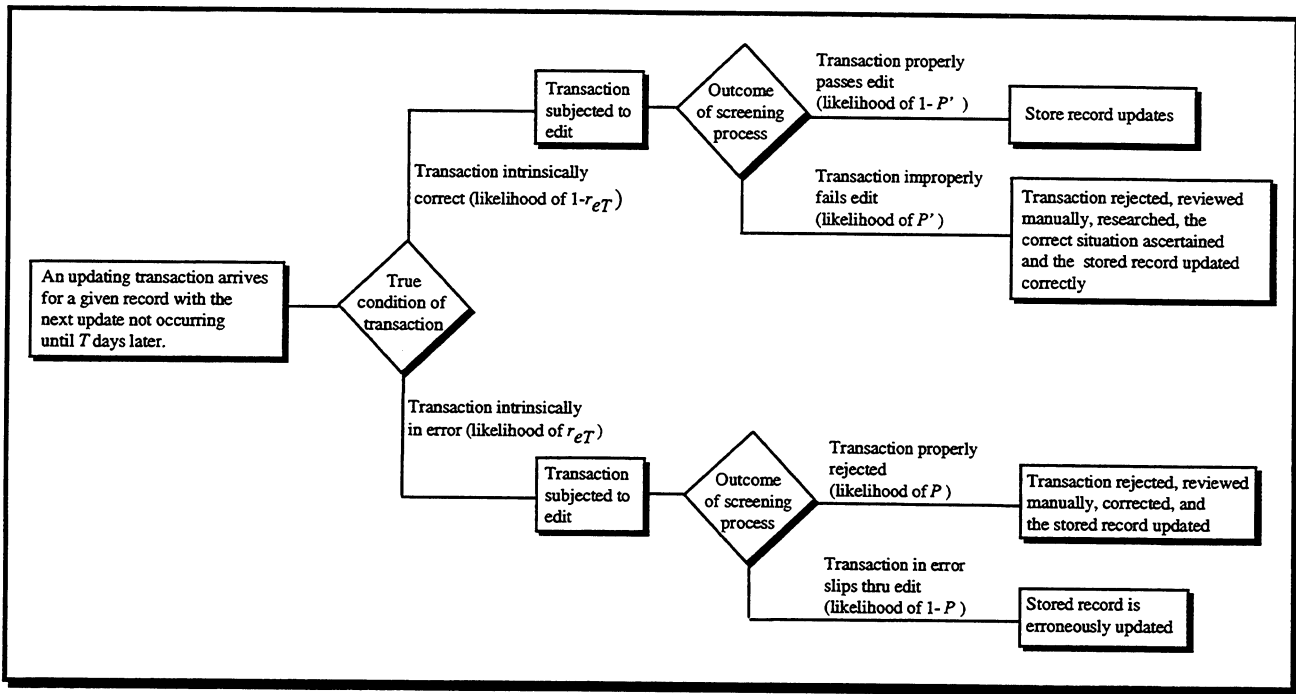 An updating transaction arrives
for a given record with the
next update not occurring
until T days later.
True
condition of
transaction
Transaction intrinsically
correct (likelihood of 1-reT)
Transaction
subjected to
edit
Outcome
of screening
process
Transaction properly
passes edit
(likelihood of 1- P' )
Store record updates
Transaction improperly
fails edit
(likelihood of P' )
Transaction rejected, reviewed
manually, researched, the
correct situation ascertained
and the stored record updated
correctly
Transaction intrinsically
in error (likelihood of reT)
Transaction
subjected to
edit
Outcome
of screening
process
Transaction properly
rejected
(likelihood of P )
Transaction rejected, reviewed
manually, corrected, and
the stored record updated
Transaction in error
slips thru edit
(likelihood of 1- P )
Stored record is
erroneously updated